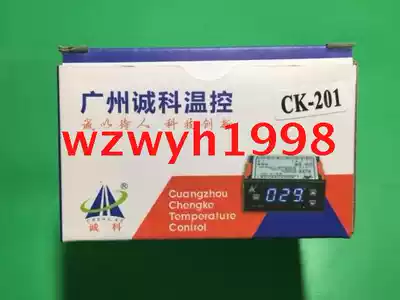 广州诚科温控
CK-201
诚心待人 科技创新
wzwyh1998
029
Guangzhou
Chengke
Temperature
Control
®
诚科